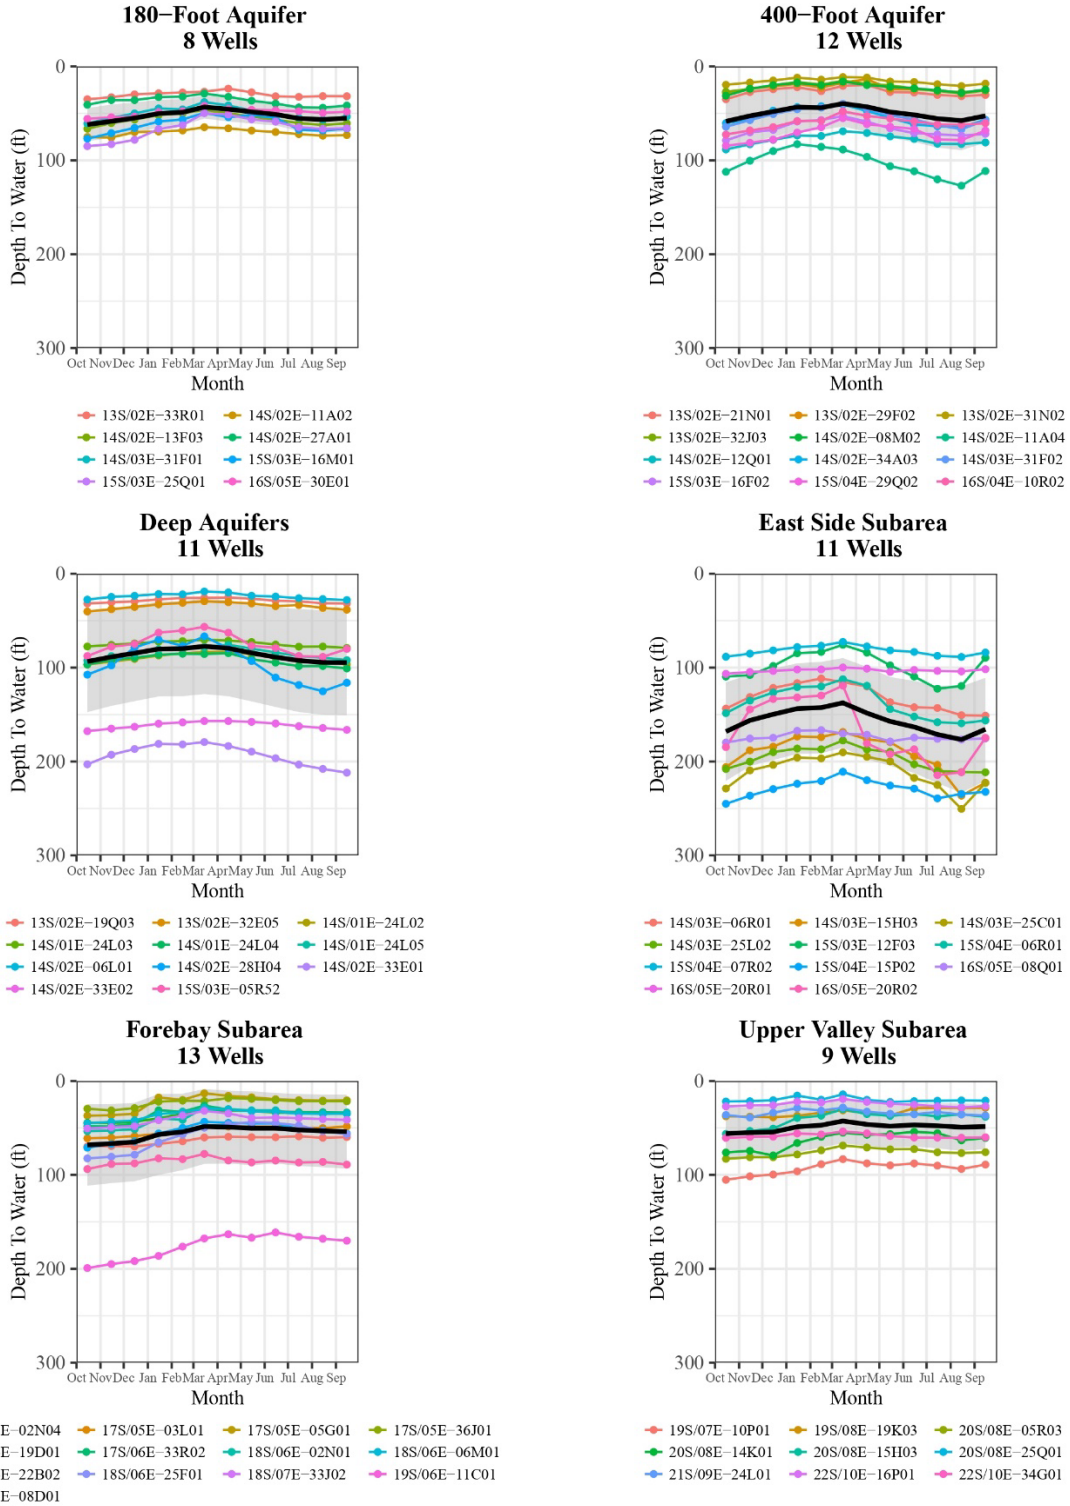 180−Foot Aquifer
8 Wells
0
100
200
300
Depth To Water (ft)
Oct Nov Dec Jan Feb Mar Apr May Jun Jul Aug Sep
Month
13S/02E−33R01 14S/02E−11A02
14S/02E−13F03 14S/02E−27A01
14S/03E−31F01 15S/03E−16M01
15S/03E−25Q01 16S/05E−30E01
400−Foot Aquifer
12 Wells
0
100
200
300
Depth To Water (ft)
Oct Nov Dec Jan Feb Mar Apr May Jun Jul Aug Sep
Month
13S/02E−21N01 13S/02E−29F02 13S/02E−31N02
13S/02E−32J03 14S/02E−08M02 14S/02E−11A04
14S/02E−12Q01 14S/02E−34A03 14S/03E−31F02
15S/03E−16F02 15S/04E−29Q02 16S/04E−10R02
Deep Aquifers
11 Wells
0
100
200
300
Depth To Water (ft)
Oct Nov Dec Jan Feb Mar Apr May Jun Jul Aug Sep
Month
13S/02E−19Q03 13S/02E−32E05 14S/01E−24L02
14S/01E−24L03 14S/01E−24L04 14S/01E−24L05
14S/02E−06L01 14S/02E−28H04 14S/02E−33E01
14S/02E−33E02 15S/03E−05R52
East Side Subarea
11 Wells
0
100
200
300
Depth To Water (ft)
Oct Nov Dec Jan Feb Mar Apr May Jun Jul Aug Sep
Month
14S/03E−06R01 14S/03E−15H03 14S/03E−25C01
14S/03E−25L02 15S/03E−12F03 15S/04E−06R01
15S/04E−07R02 15S/04E−15P02 16S/05E−08Q01
16S/05E−20R01 16S/05E−20R02
Forebay Subarea
13 Wells
0
100
200
300
Depth To Water (ft)
Oct Nov Dec Jan Feb Mar Apr May Jun Jul Aug Sep
Month
E−02N04 17S/05E−03L01 17S/05E−05G01 17S/05E−36J01
E−19D01 17S/06E−33R02 18S/06E−02N01 18S/06E−06M01
E−22B02 18S/06E−25F01 18S/07E−33J02 19S/06E−11C01
E−08D01
Upper Valley Subarea
9 Wells
0
100
200
300
Depth To Water (ft)
Oct Nov Dec Jan Feb Mar Apr May Jun Jul Aug Sep
Month
19S/07E−10P01 19S/08E−19K03 20S/08E−05R03
20S/08E−14K01 20S/08E−15H03 20S/08E−25Q01
21S/09E−24L01 22S/10E−16P01 22S/10E−34G01